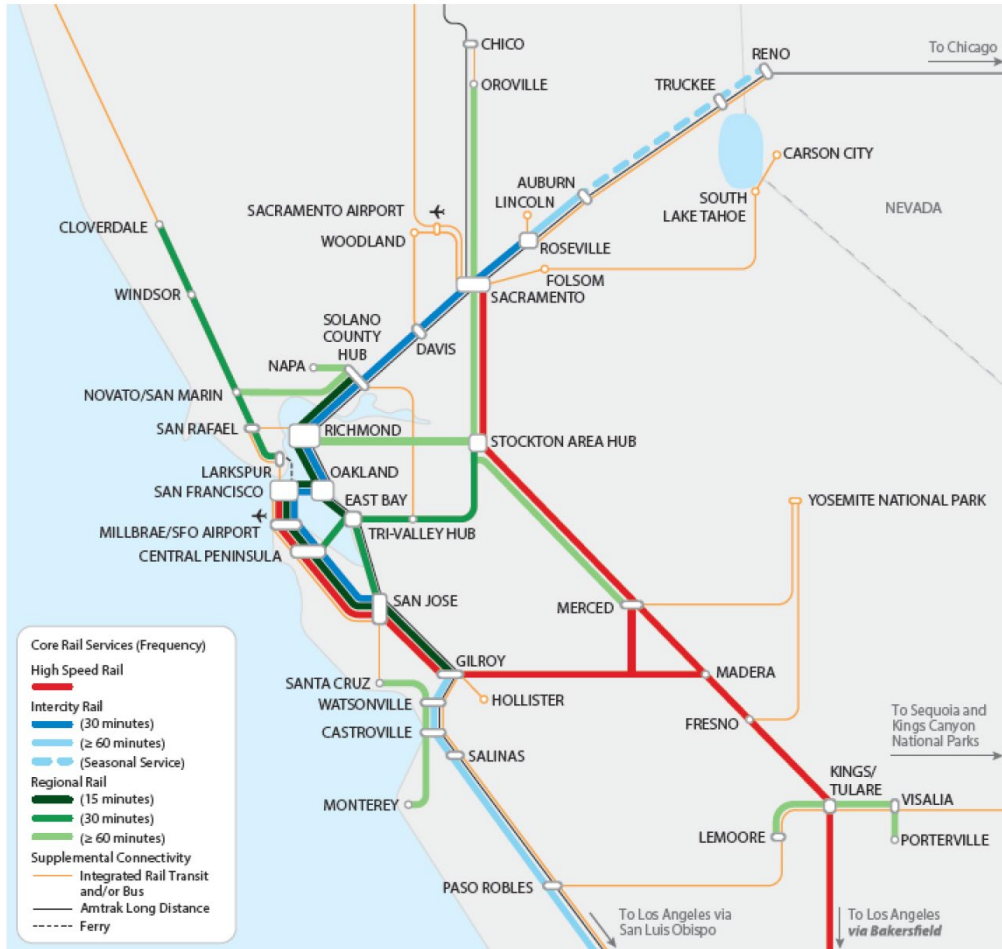 CHICO
OROVILLE
RENO
To Chicago
TRUCKEE
CARSON CITY
AUBURN
LINCOLN
SOUTH
LAKE TAHOE
NEVADA
SACRAMENTO AIRPORT
WOODLAND
ROSEVILLE
CLOVERDALE
FOLSOM
SACRAMENTO
WINDSOR
SOLANO
COUNTY
HUB
DAVIS
NAPA
NOVATO/SAN MARIN
SAN RAFAEL
RICHMOND
STOCKTON AREA HUB
LARKSPUR
OAKLAND
SAN FRANCISCO
EAST BAY
YOSEMITE NATIONAL PARK
MILLBRAE/SFO AIRPORT
TRI-VALLEY HUB
CENTRAL PENINSULA
SAN JOSE
MERCED
GILROY
MADERA
SANTA CRUZ
HOLLISTER
WATSONVILLE
FRESNO
CASTROVILLE
To Sequoia and
Kings Canyon
National Parks
SALINAS
KINGS/
TULARE
VISALIA
MONTEREY
LEMOORE
PORTERVILLE
PASO ROBLES
To Los Angeles via
San Luis Obispo
To Los Angeles
via Bakersfield
Core Rail Services (Frequency)
High Speed Rail
Intercity Rail
(30 minutes)
(≥ 60 minutes)
(Seasonal Service)
Regional Rail
(15 minutes)
(30 minutes)
(≥ 60 minutes)
Supplemental Connectivity
Integrated Rail Transit
and/or Bus
Amtrak Long Distance
Ferry